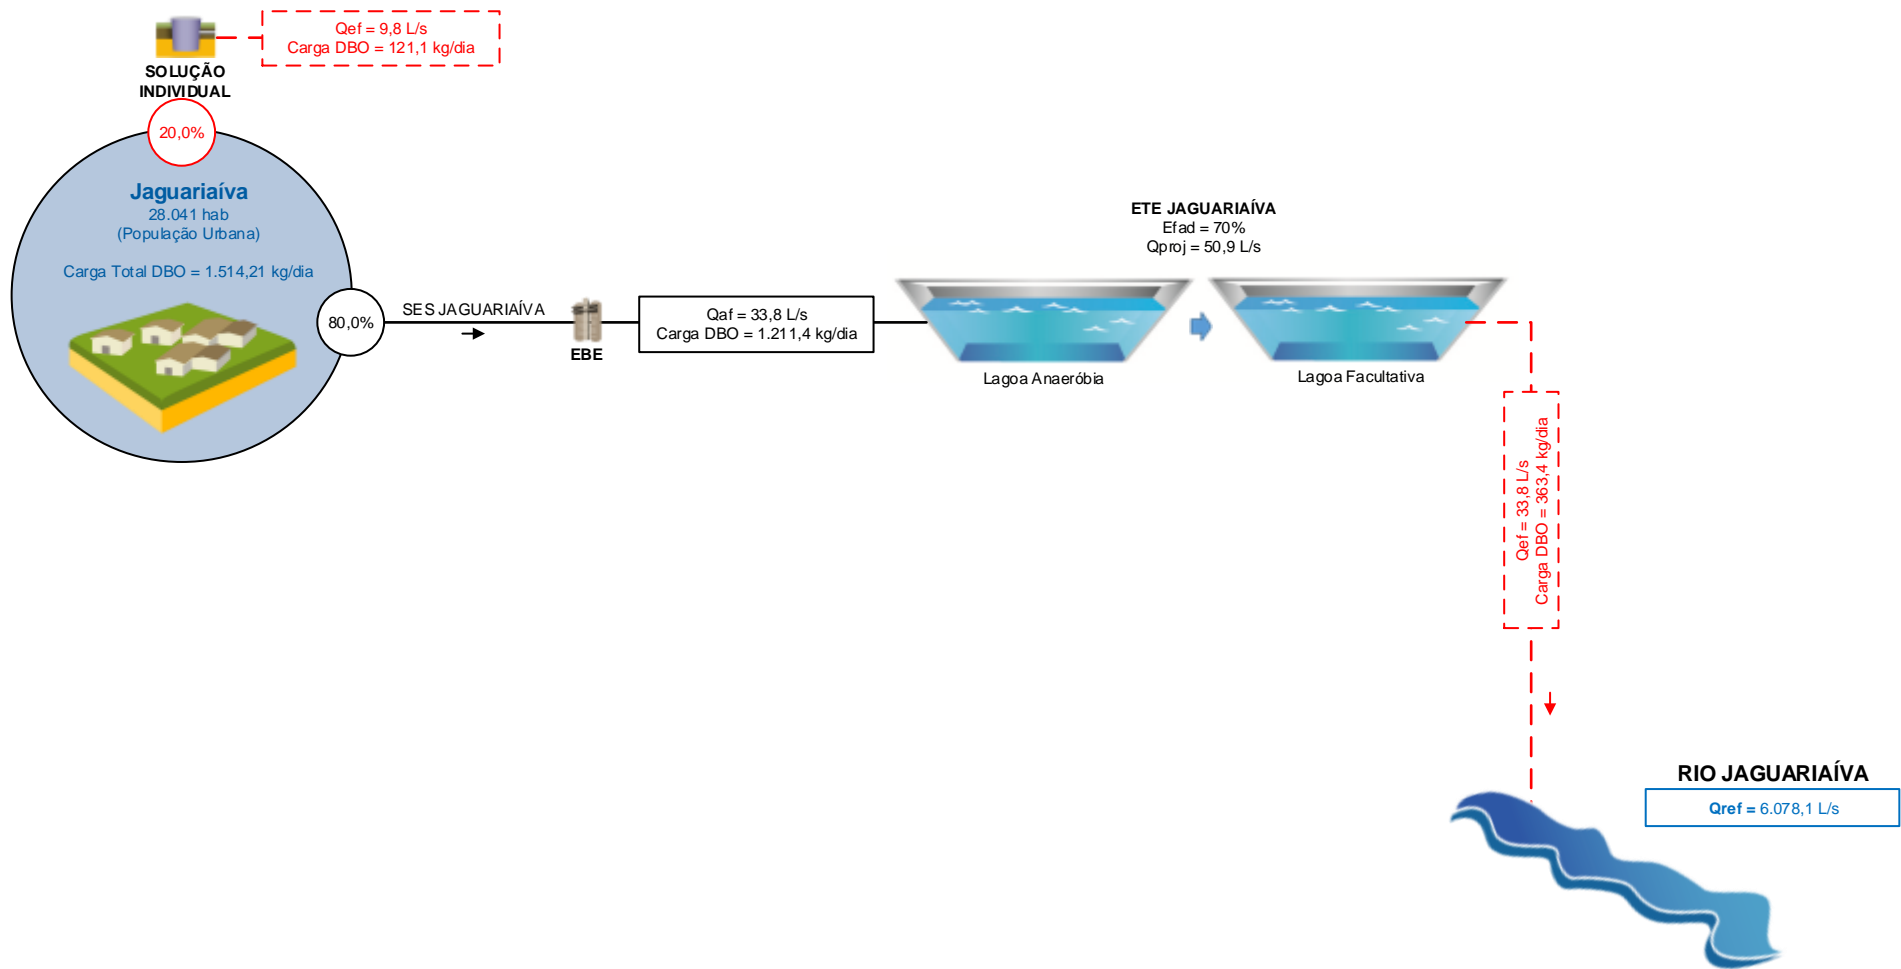 Qef = 9,8 L/s
Carga DBO = 121,1 kg/dia
SOLUÇÃO
INDIVIDUAL
20,0%
Jaguariaíva
28.041 hab
(População Urbana)
Carga Total DBO = 1.514,21 kg/dia
80,0%
SES JAGUARIAÍVA
EBE
Qaf = 33,8 L/s
Carga DBO = 1.211,4 kg/dia
ETE JAGUARIAÍVA
Efad = 70%
Qproj = 50,9 L/s
Lagoa Anaeróbia
Lagoa Facultativa
Qef = 33,8 L/s
Carga DBO = 363,4 kg/dia
RIO JAGUARIAÍVA
Qref = 6.078,1 L/s